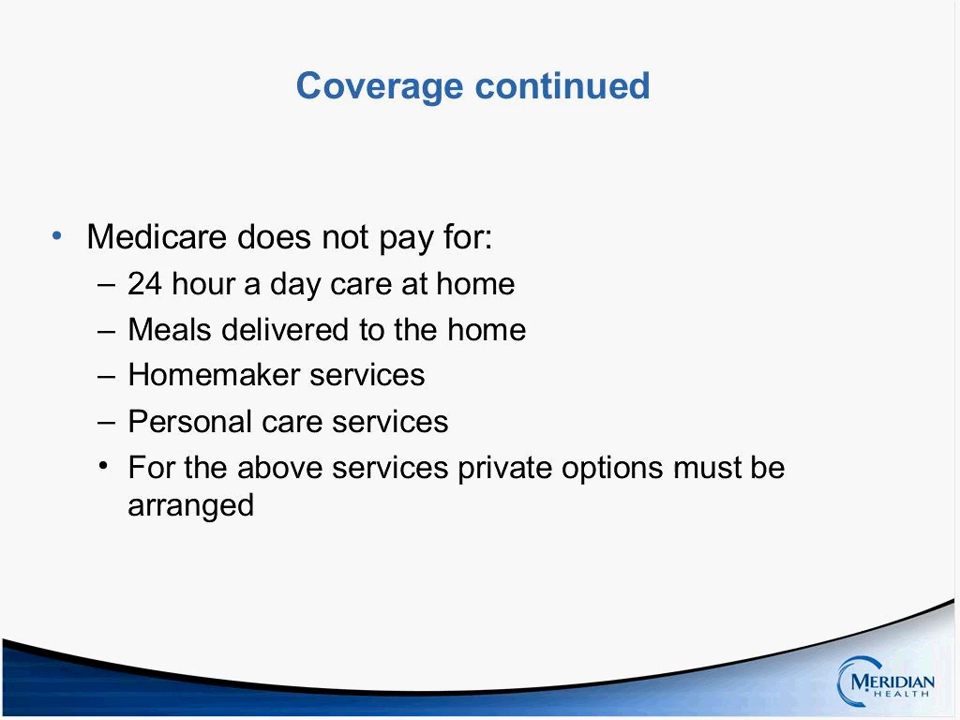 Coverage continued
• Medicare does not pay for:
– 24 hour a day care at home
– Meals delivered to the home
– Homemaker services
– Personal care services
• For the above services private options must be
arranged
MERIDIAN
HEALTH